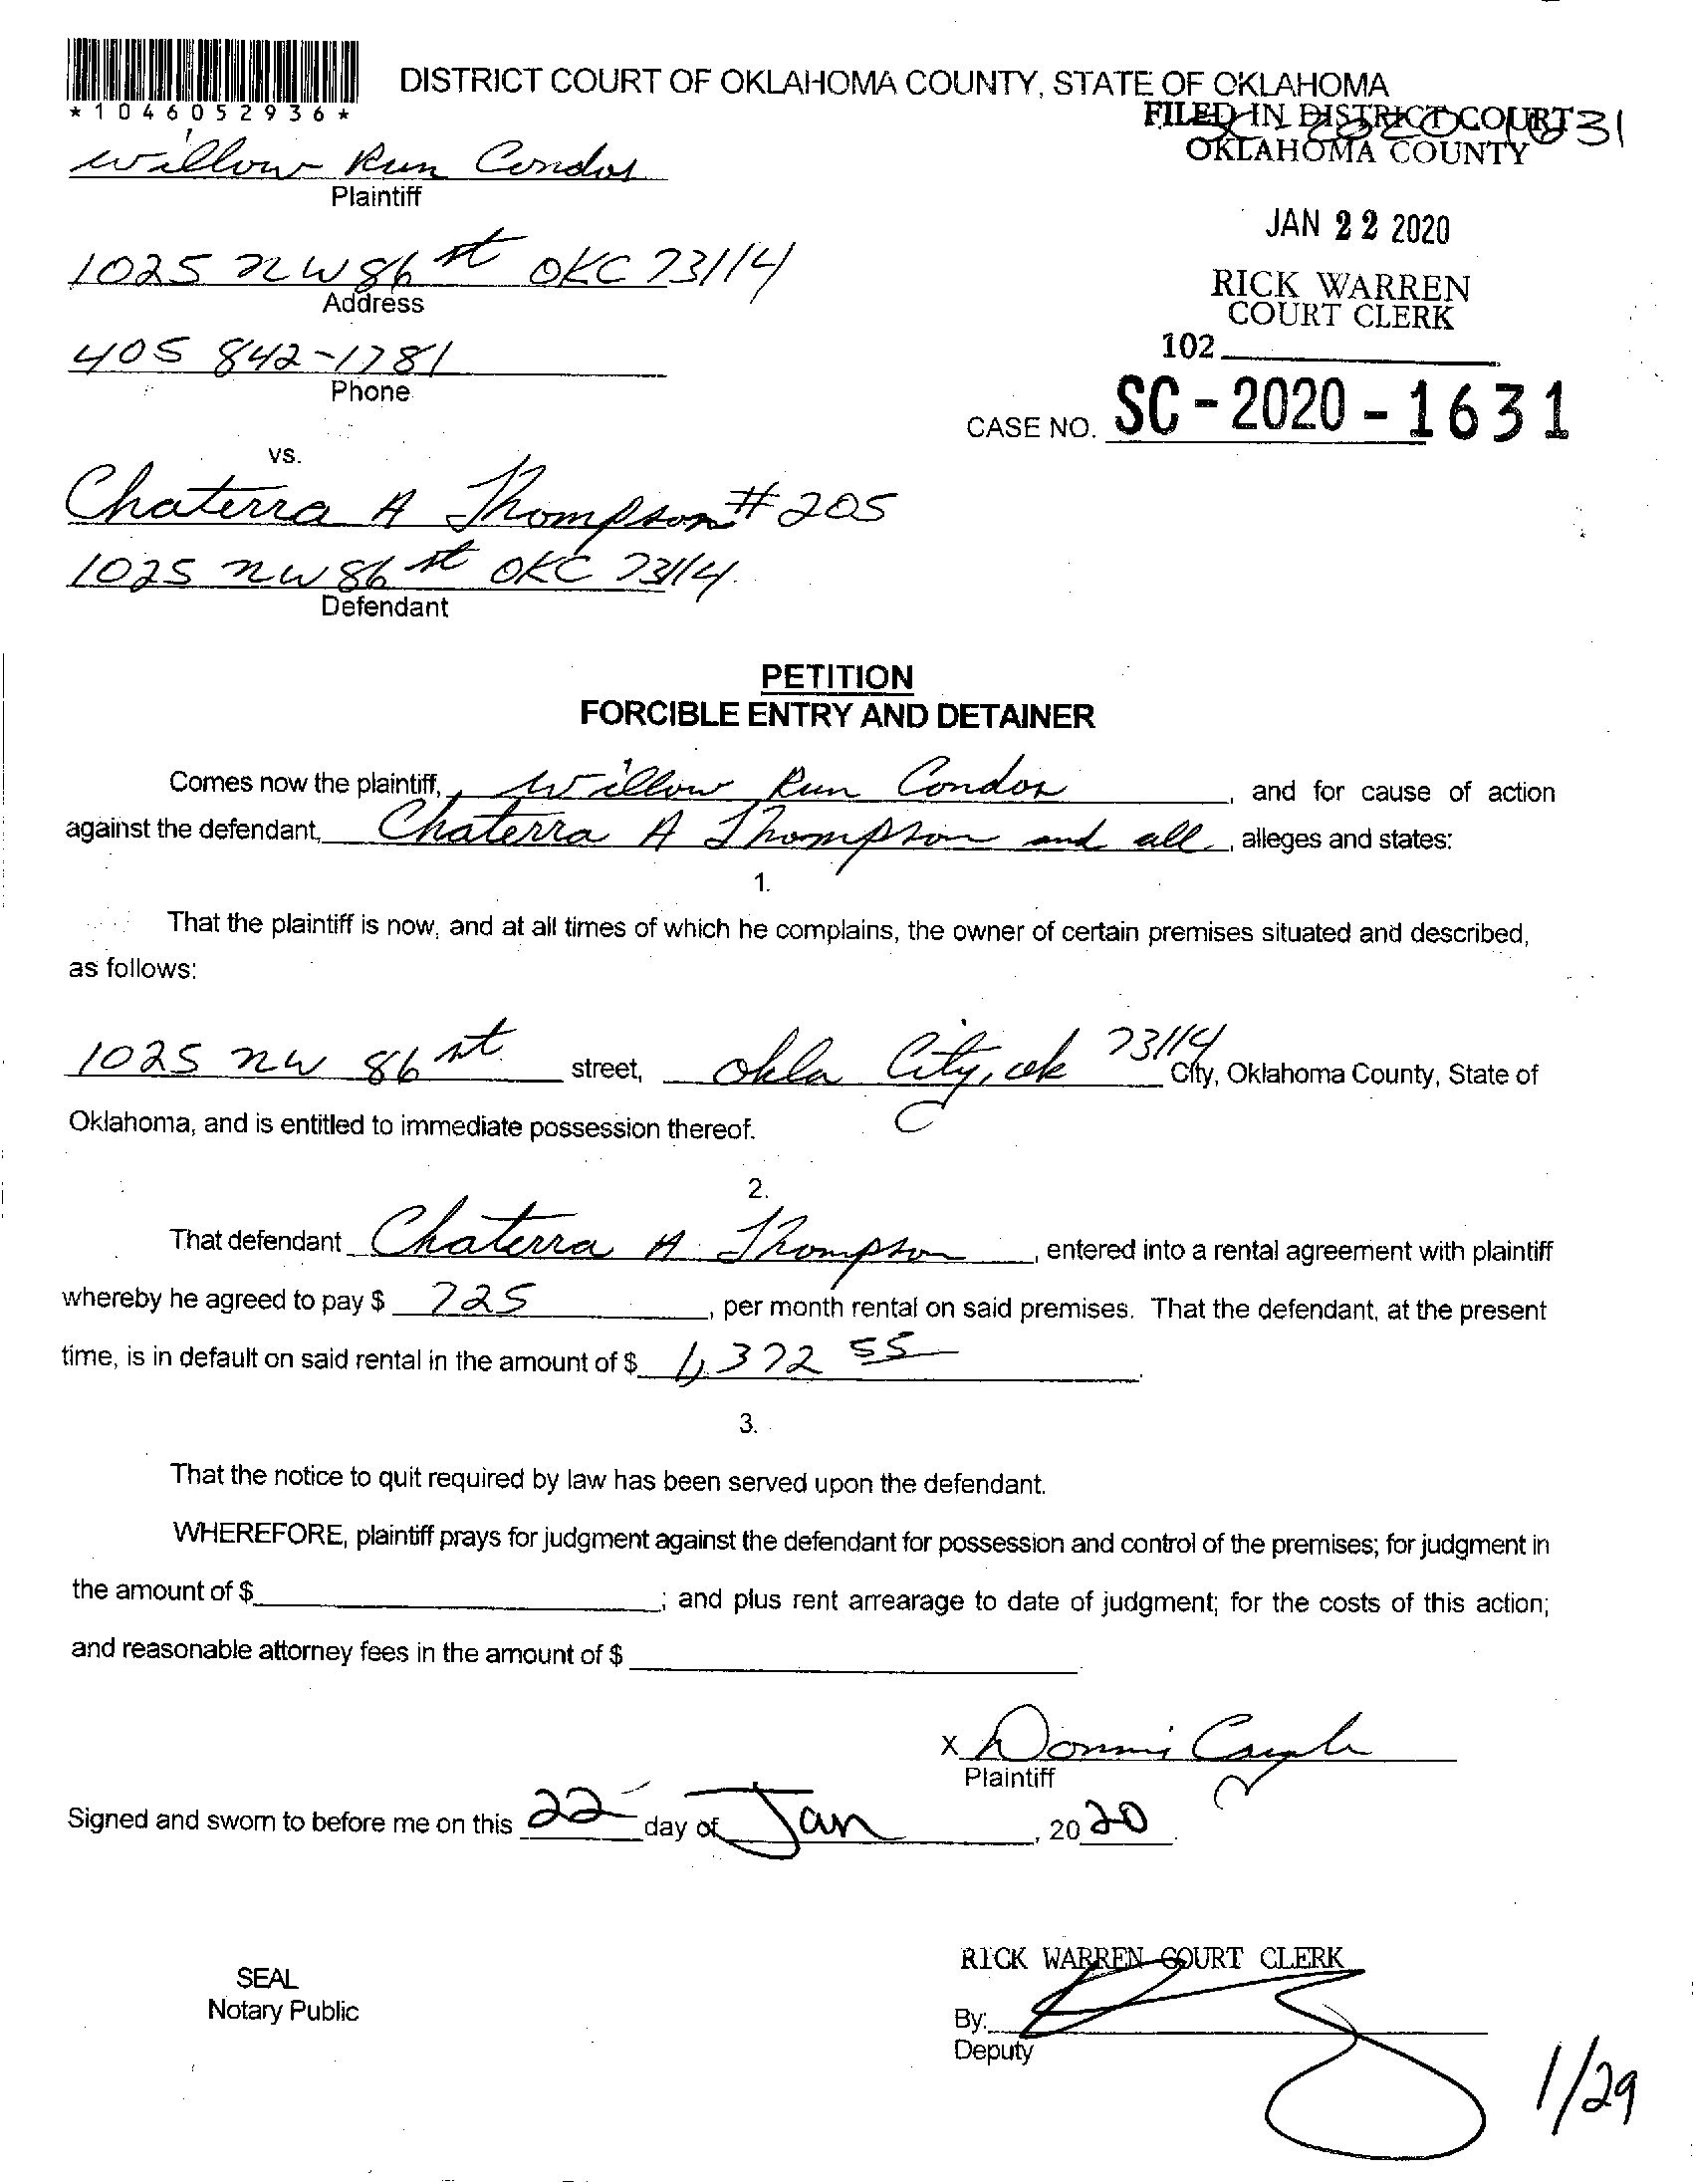 DISTRICT COURT OF OKLAHOMA COUNTY, STATE OF OKLAHOMA
*1046052936*
FILED IN DISTRICT COURT
OKLAHOMA COUNTY
Willow Run Condos
Plaintiff
JAN 22 2020
1025 NW 86 st OKC 73114
Address
RICK WARREN
COURT CLERK
405 842-1781
Phone
102
CASE NO. SC-2020-1631
vs.
Chaterra A Thompson #205
1025 NW 86 st OKC 73114
Defendant
PETITION
FORCIBLE ENTRY AND DETAINER
Comes now the plaintiff, Willow Run Condos, and for cause of action
against the defendant, Chaterra A Thompson and all, alleges and states:
1.
That the plaintiff is now, and at all times of which he complains, the owner of certain premises situated and described,
as follows:
1025 NW 86 st. street, Okla City, ok 73114 City, Oklahoma County, State of
Oklahoma, and is entitled to immediate possession thereof.
2.
That defendant Chaterra A Thompson, entered into a rental agreement with plaintiff
whereby he agreed to pay $ 725, per month rental on said premises. That the defendant, at the present
time, is in default on said rental in the amount of $ 1,372 55.
3.
That the notice to quit required by law has been served upon the defendant.
WHEREFORE, plaintiff prays for judgment against the defendant for possession and control of the premises; for judgment in
the amount of $ ; and plus rent arrearage to date of judgment; for the costs of this action;
and reasonable attorney fees in the amount of $
X
Plaintiff
Signed and sworn to before me on this 22 day of Jan, 2020.
RICK WARREN COURT CLERK
SEAL
Notary Public
By:
Deputy
1/29